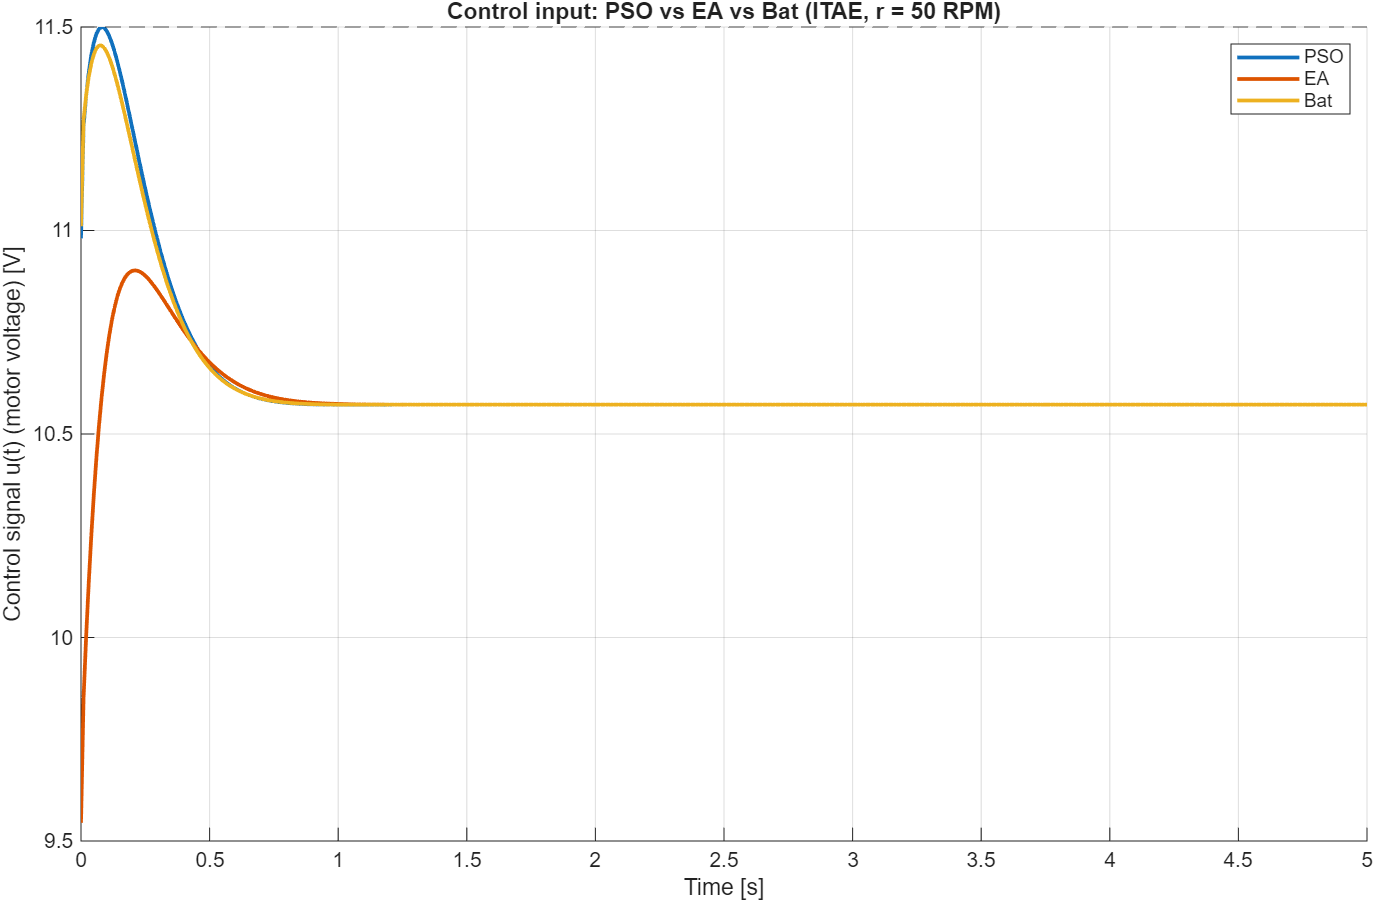 Control input: PSO vs EA vs Bat (ITAE, r = 50 RPM)
PSO
EA
Bat
Control signal u(t) (motor voltage) [V]
11.5
11
10.5
10
9.5
0 0.5 1 1.5 2 2.5 3 3.5 4 4.5 5
Time [s]